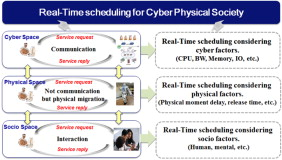 Real-Time scheduling for Cyber Physical Society
Cyber Space
Service request
Communication
Service reply
Real-Time scheduling considering
cyber factors.
(CPU, BW, Memory, IO, etc.)
Physical Space
Service request
Not communication
but physical migration
Service reply
Real-Time scheduling considering
physical factors.
(Physical moment delay, release time, etc.)
Socio Space
Service request
Interaction
Service reply
Real-Time scheduling considering
socio factors.
(Human, mental, etc.)